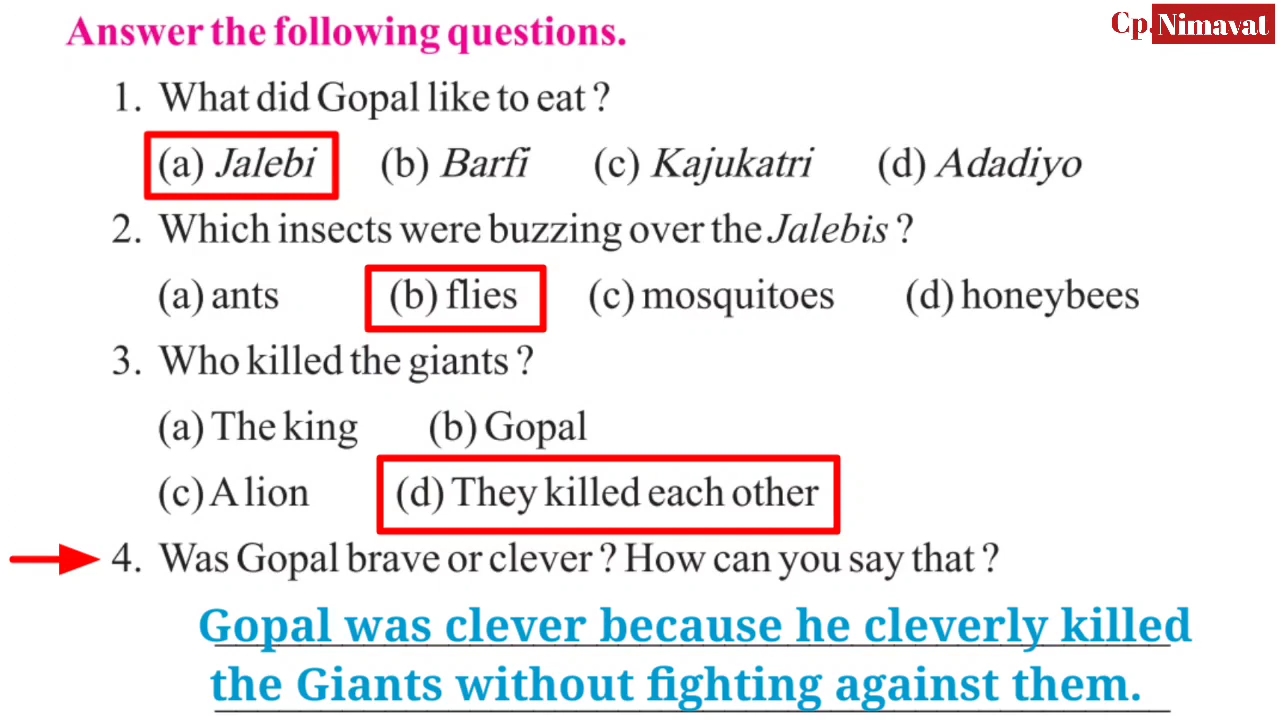 Answer the following questions.
Cp. Nimavat
1. What did Gopal like to eat ?
(a) Jalebi (b) Barfi (c) Kajukatri (d) Adadiyo
2. Which insects were buzzing over the Jalebis ?
(a) ants (b) flies (c) mosquitoes (d) honeybees
3. Who killed the giants ?
(a) The king (b) Gopal
(c) A lion (d) They killed each other
4. Was Gopal brave or clever ? How can you say that ?
Gopal was clever because he cleverly killed
the Giants without fighting against them.